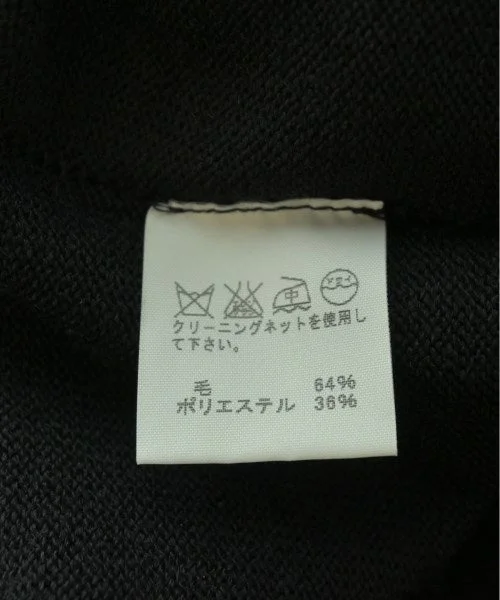 中
クリーニングネットを使用し
て下さい。
毛 64%
ポリエステル 36%